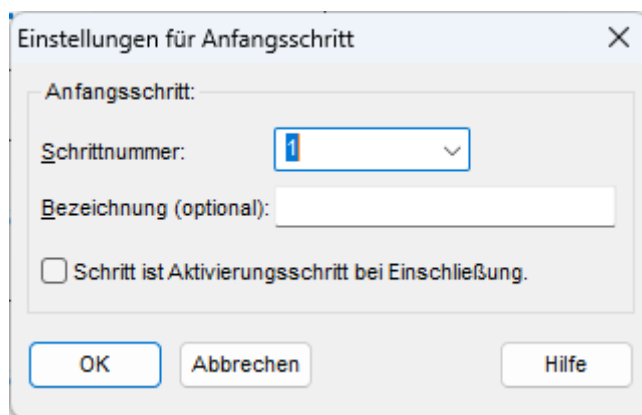 Einstellungen für Anfangsschritt
Anfangsschritt:
Schrittnummer: 1
Bezeichnung (optional):
Schritt ist Aktivierungsschritt bei Einschließung.
OK Abbrechen Hilfe